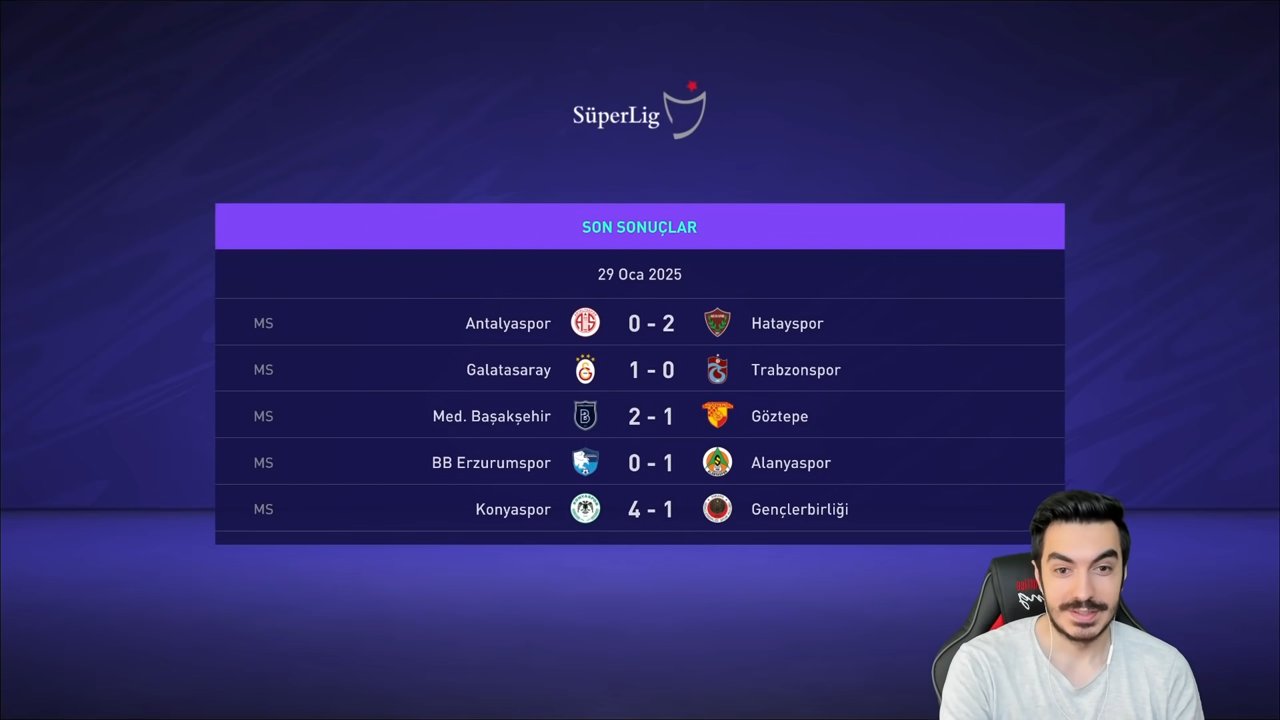 SüperLig
SON SONUÇLAR
29 Oca 2025
MS Antalyaspor 0 - 2 Hatayspor
MS Galatasaray 1 - 0 Trabzonspor
MS Med. Başakşehir 2 - 1 Göztepe
MS BB Erzurumspor 0 - 1 Alanyaspor
MS Konyaspor 4 - 1 Gençlerbirliği